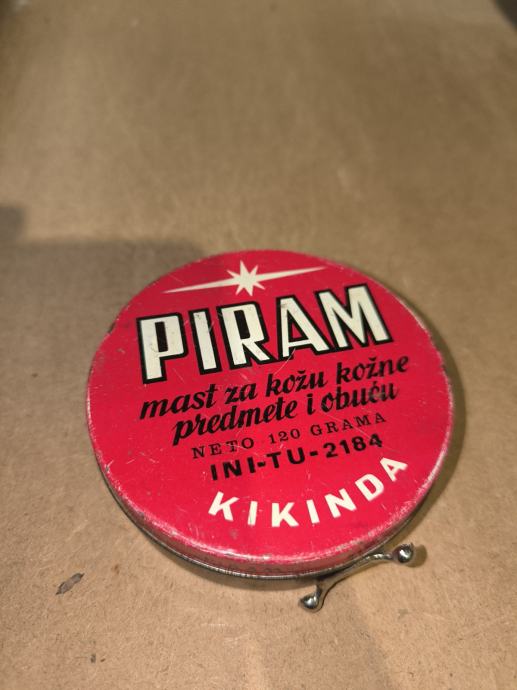 PIRAM
mast za kožu kožne
predmete i obuću
NETO 120 GRAMA
INI-TU-2184
KIKINDA